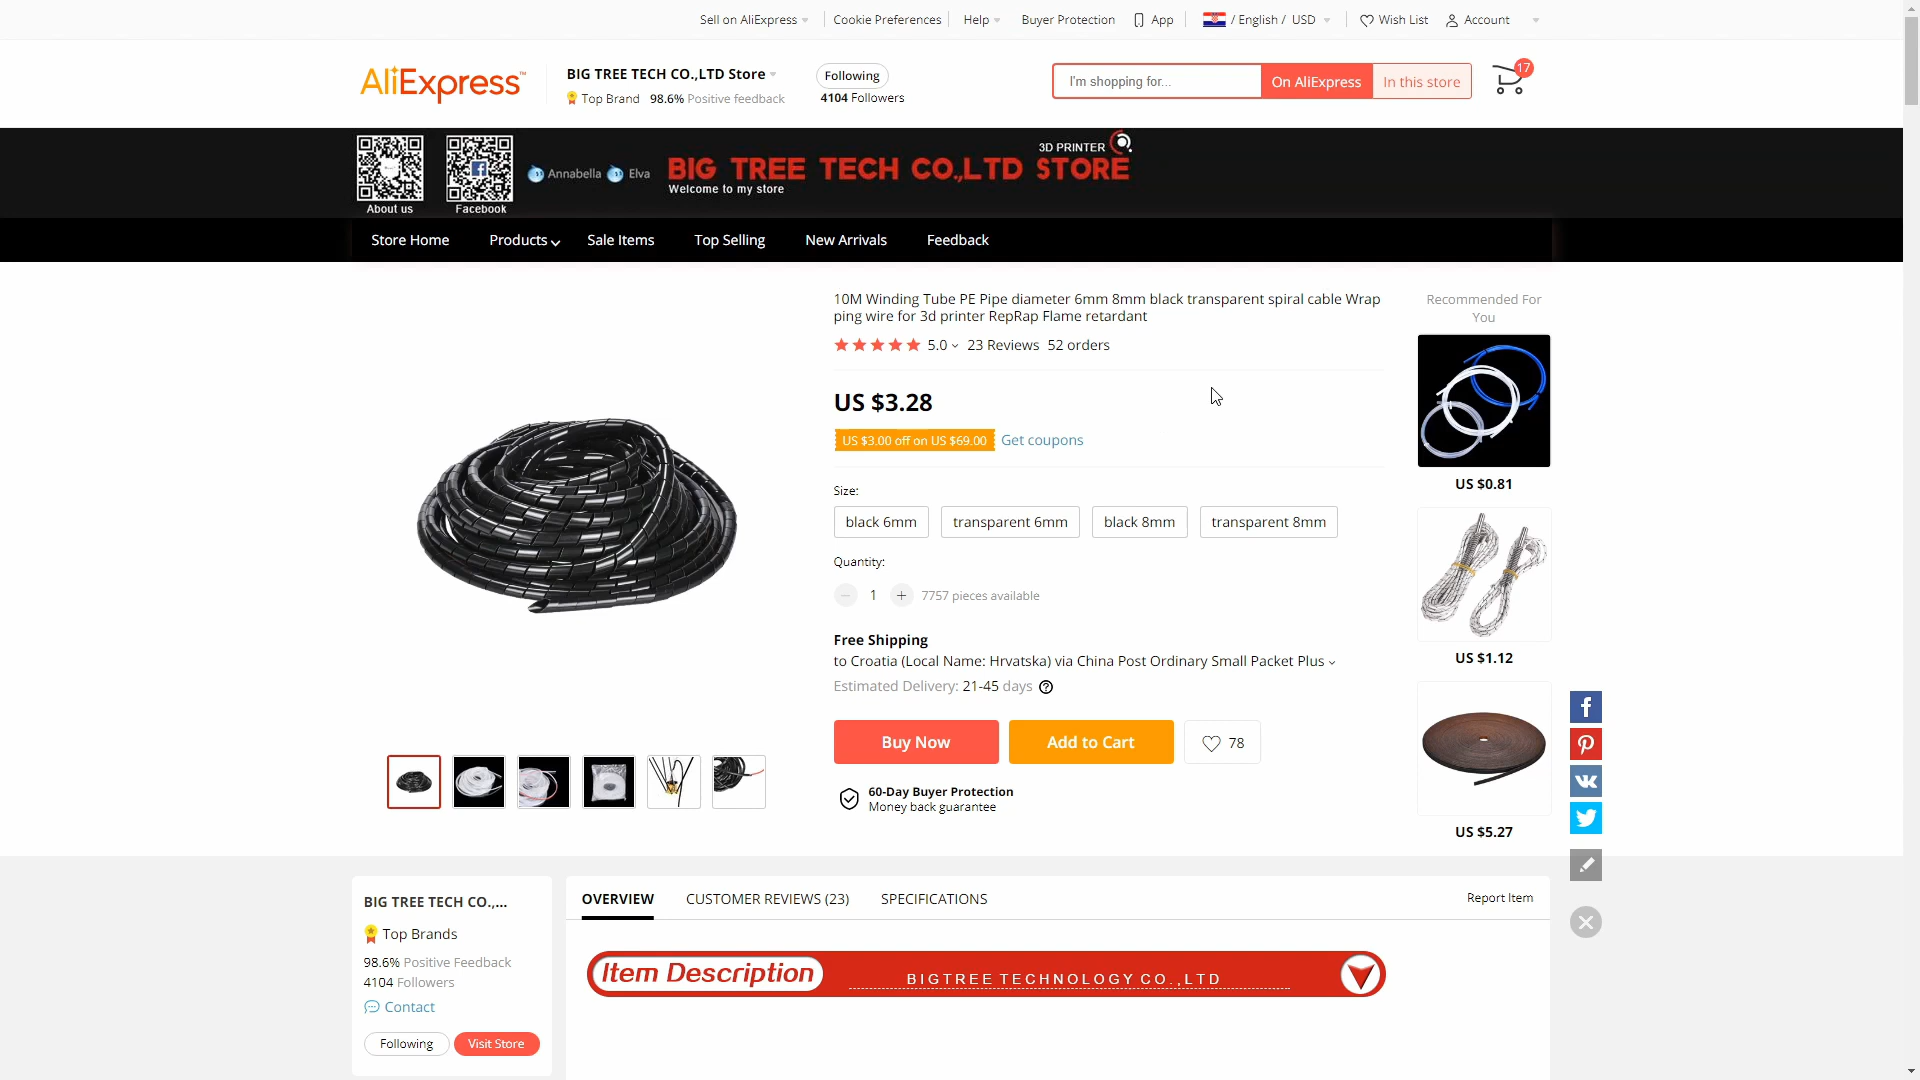 Sell on AliExpress
Cookie Preferences
Help
Buyer Protection
App
/ English / USD
Wish List
Account
AliExpress™
BIG TREE TECH CO.,LTD Store
Top Brand 98.6% Positive feedback
Following
4104 Followers
I'm shopping for...
On AliExpress
In this store
17
About us
Facebook
Annabella
Elva
3D PRINTER
BIG TREE TECH CO.,LTD STORE
Welcome to my store
Store Home
Products
Sale Items
Top Selling
New Arrivals
Feedback
10M Winding Tube PE Pipe diameter 6mm 8mm black transparent spiral cable Wrap
ping wire for 3d printer RepRap Flame retardant
5.0 23 Reviews 52 orders
US $3.28
US $3.00 off on US $69.00 Get coupons
Size:
black 6mm
transparent 6mm
black 8mm
transparent 8mm
Quantity:
− 1 + 7757 pieces available
Free Shipping
to Croatia (Local Name: Hrvatska) via China Post Ordinary Small Packet Plus
Estimated Delivery: 21-45 days ?
Buy Now
Add to Cart
78
60-Day Buyer Protection
Money back guarantee
Recommended For
You
US $0.81
US $1.12
US $5.27
BIG TREE TECH CO.,...
Top Brands
98.6% Positive Feedback
4104 Followers
Contact
Following
Visit Store
OVERVIEW
CUSTOMER REVIEWS (23)
SPECIFICATIONS
Report Item
Item Description
BIGTREE TECHNOLOGY CO.,LTD